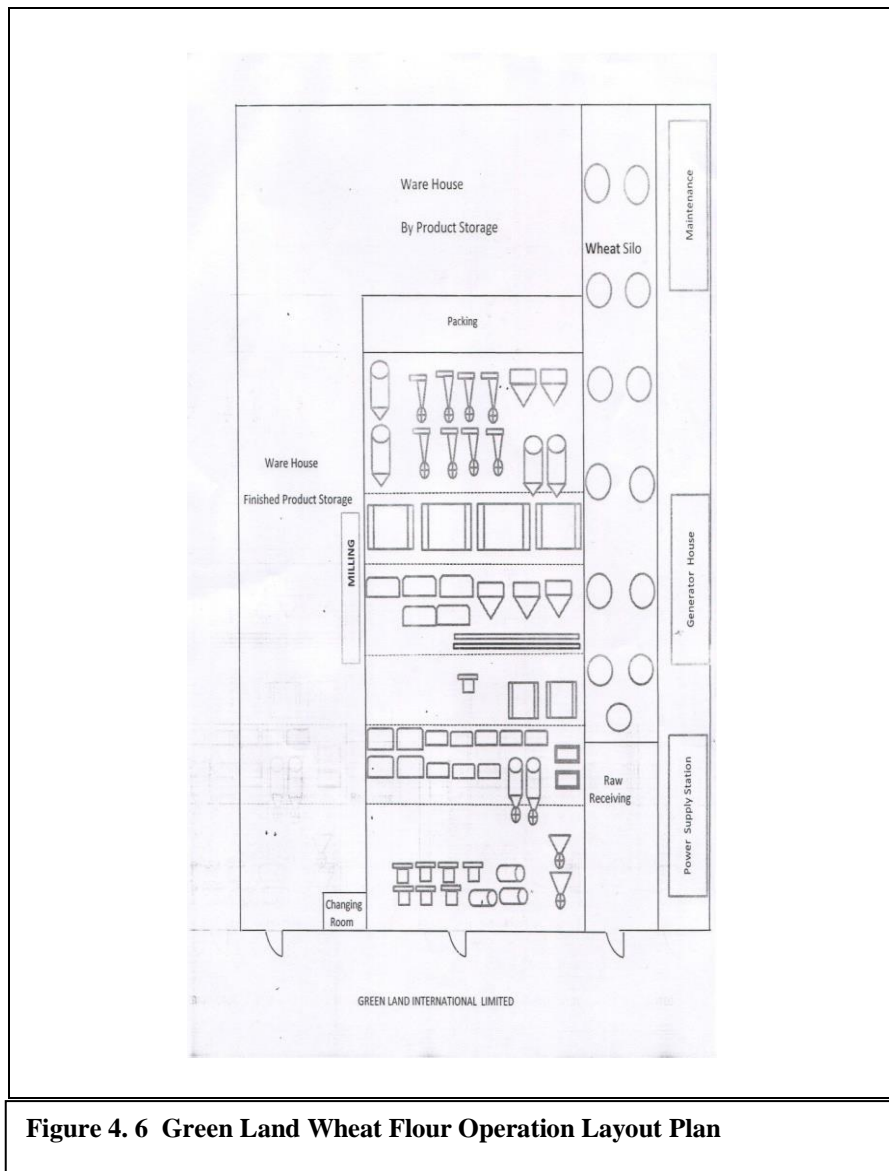 Ware House
By Product Storage
Maintenance
Wheat Silo
Packing
Ware House
Finished Product Storage
MILLING
Generator House
Raw
Receiving
Power Supply Station
Changing
Room
GREEN LAND INTERNATIONAL LIMITED
Figure 4. 6 Green Land Wheat Flour Operation Layout Plan